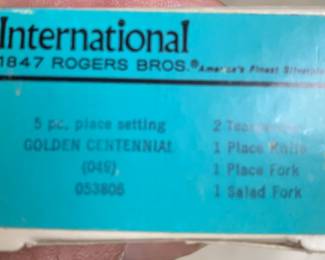 International
1847 ROGERS BROS.® America's Finest Silverplate
5 pc. place setting
GOLDEN CENTENNIAL
(049)
053806
2 Teaspoons
1 Place Knife
1 Place Fork
1 Salad Fork